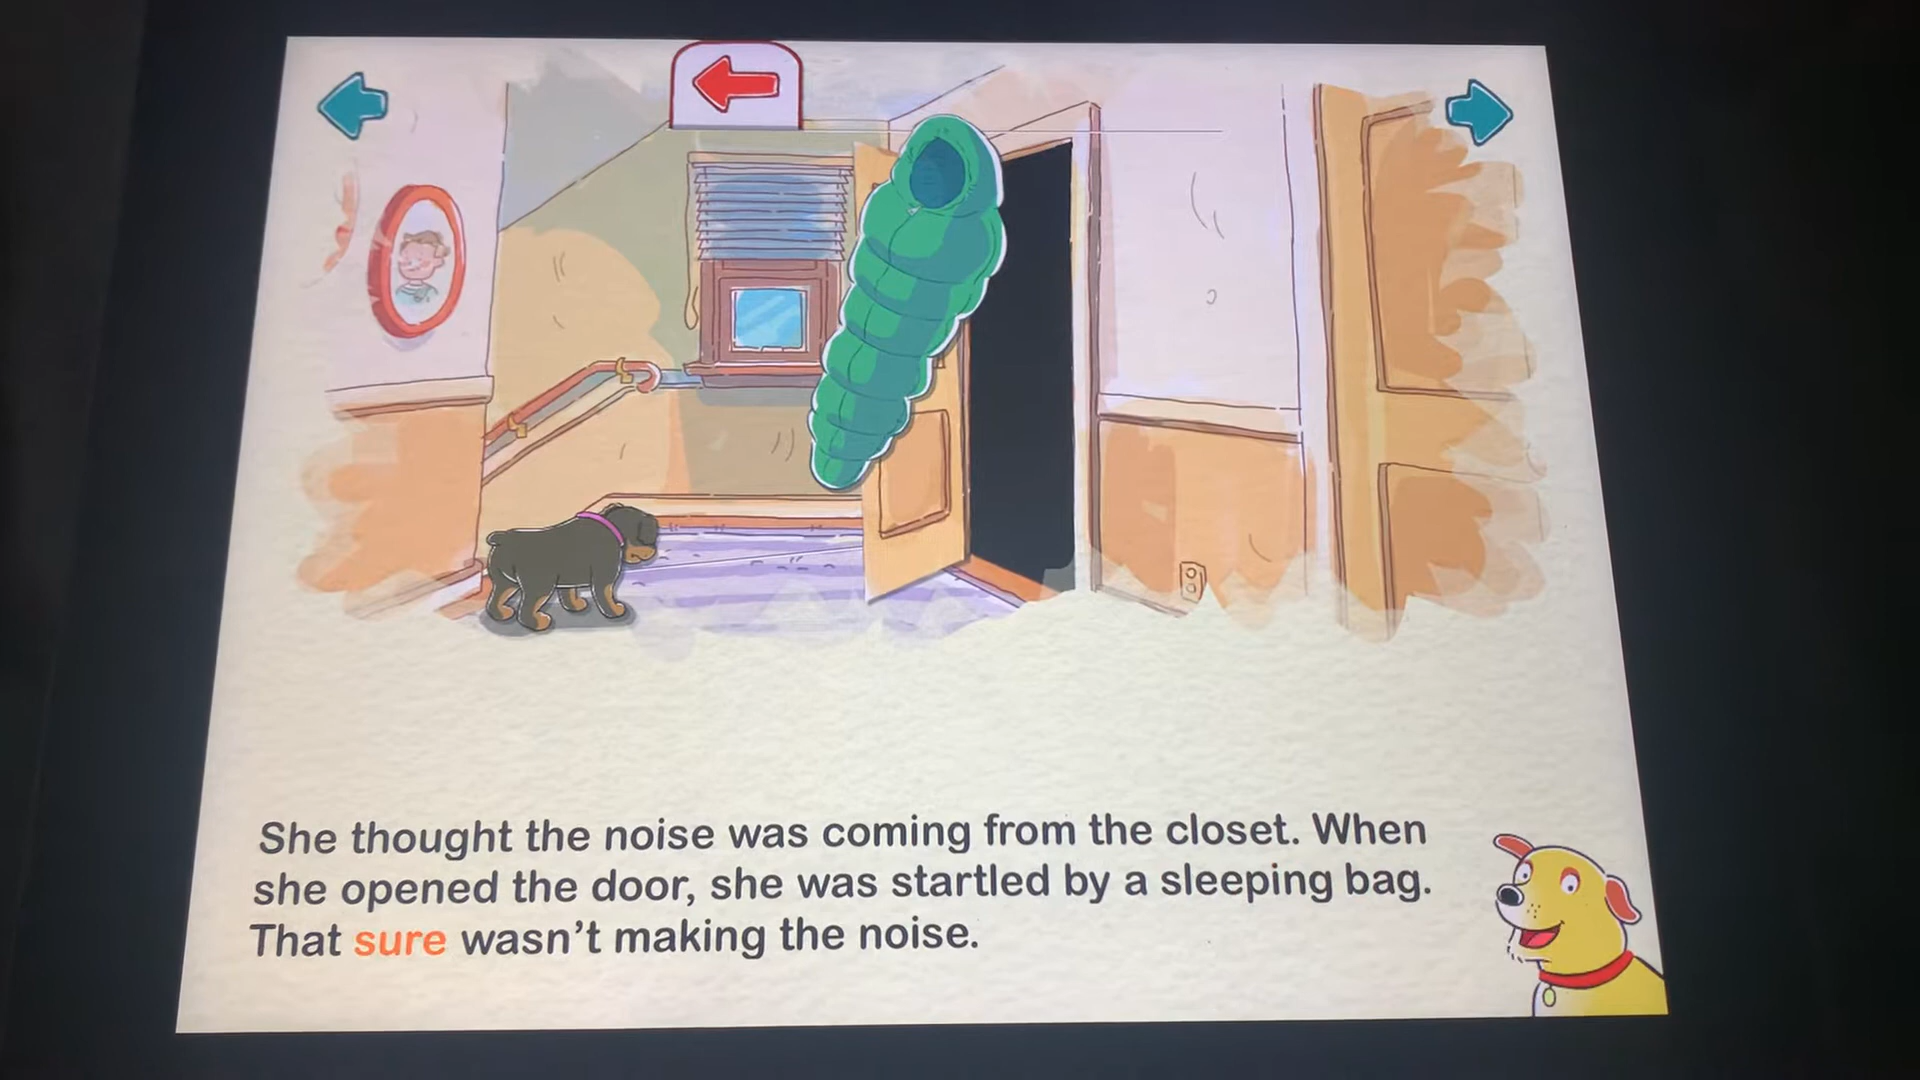 She thought the noise was coming from the closet. When
she opened the door, she was startled by a sleeping bag.
That sure wasn't making the noise.